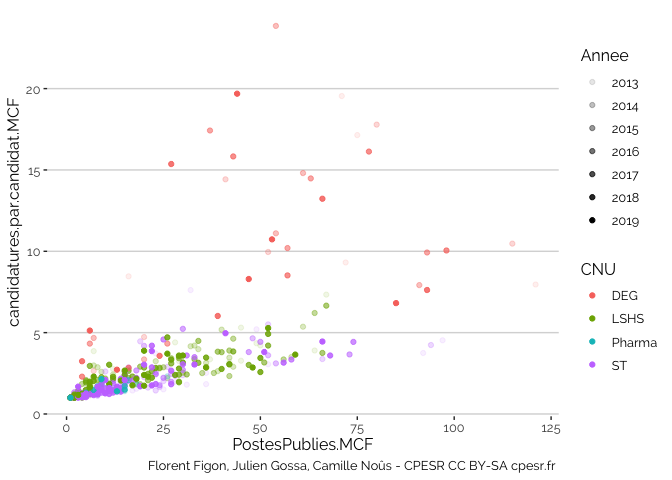 candidatures.par.candidat.MCF
20
15
10
5
0
0
25
50
75
100
125
PostesPublies.MCF
Annee
2013
2014
2015
2016
2017
2018
2019
CNU
DEG
LSHS
Pharma
ST
Florent Figon, Julien Gossa, Camille Noûs - CPESR CC BY-SA cpesr.fr